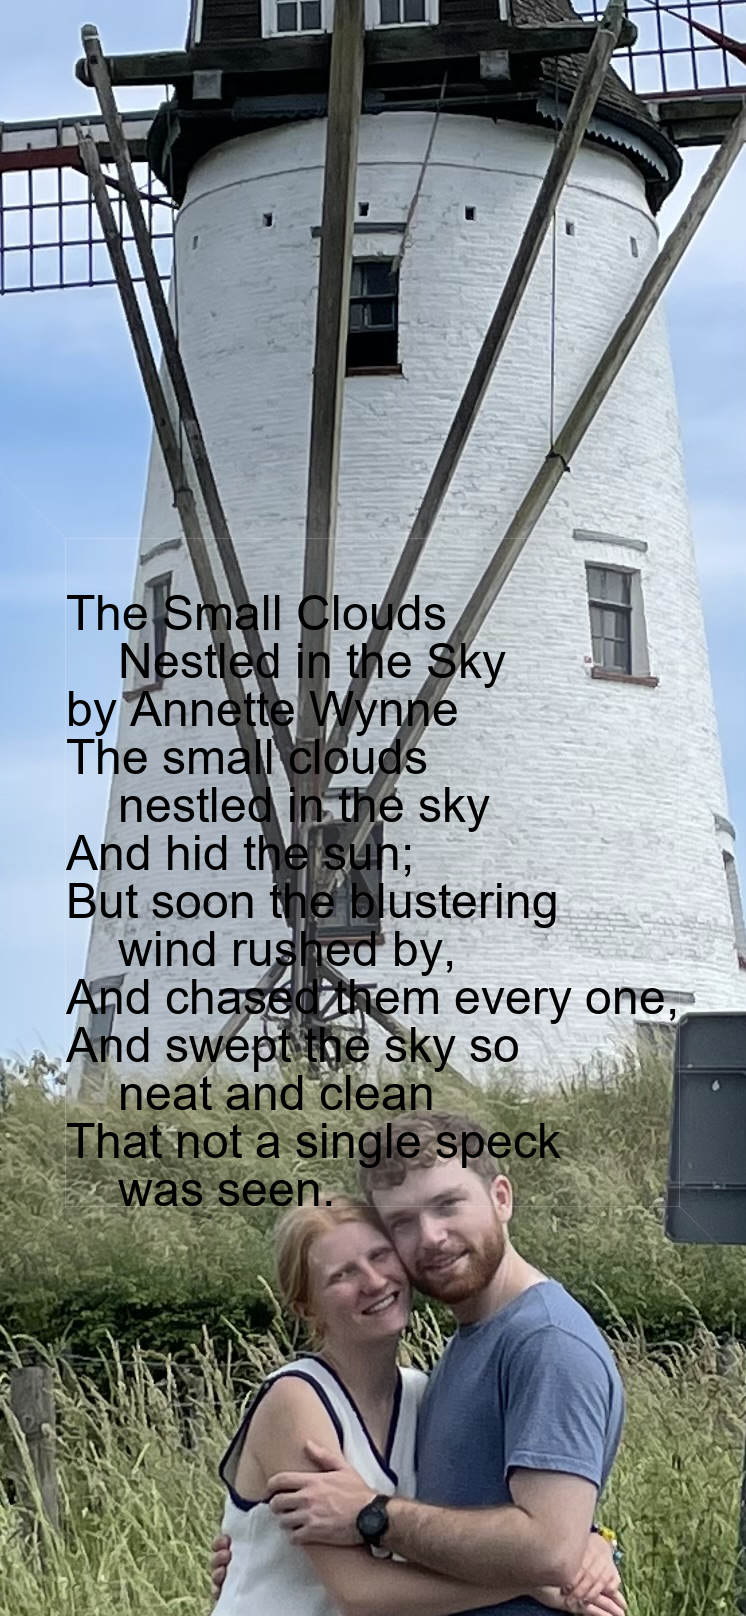 The Small Clouds
Nestled in the Sky
by Annette Wynne
The small clouds
nestled in the sky
And hid the sun;
But soon the blustering
wind rushed by,
And chased them every one,
And swept the sky so
neat and clean
That not a single speck
was seen.